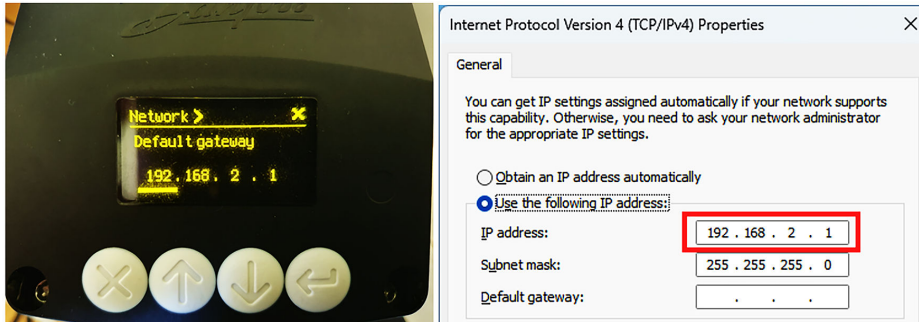 Network >
Default gateway
192.168. 2 . 1
Internet Protocol Version 4 (TCP/IPv4) Properties
General
You can get IP settings assigned automatically if your network supports
this capability. Otherwise, you need to ask your network administrator
for the appropriate IP settings.
Obtain an IP address automatically
Use the following IP address:
IP address: 192 . 168 . 2 . 1
Subnet mask: 255 . 255 . 255 . 0
Default gateway: . . .